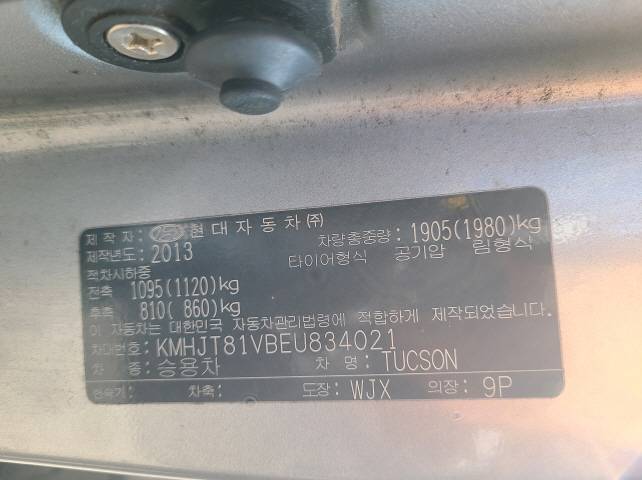 제 작 자: 현대자동차㈜ 차량총중량: 1905(1980)kg
제작년도: 2013 타이어형식 공기압 림형식
적차시하중
전축 1095(1120)kg
후축 810( 860)kg
이 자동차는 대한민국 자동차관리법령에 적합하게 제작되었습니다.
차대번호: KMHJT81VBEU834021
차 종: 승용차 차 명: TUCSON
변속기: 차축: 도장: WJX 의장: 9P